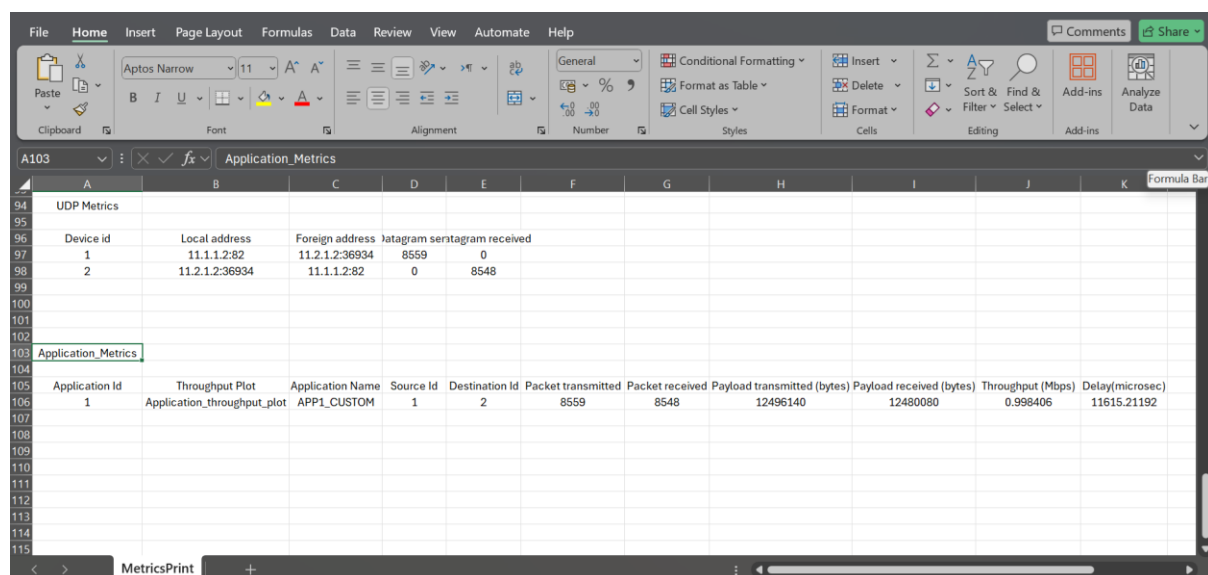 File Home Insert Page Layout Formulas Data Review View Automate Help Comments Share
Aptos Narrow 11 A^ A˅ ab General Conditional Formatting Insert Σ
Paste Format as Table Delete Sort & Find & Add-ins Analyze
B I U A % 9 Cell Styles Format Filter Select Data
Clipboard Font Alignment Number Styles Cells Editing Add-ins
A103 fx Application_Metrics
A B C D E F G H I J K Formula Bar
94 UDP Metrics
95
96 Device id Local address Foreign address Datagram sen tagram received
97 1 11.1.1.2:82 11.2.1.2:36934 8559 0
98 2 11.2.1.2:36934 11.1.1.2:82 0 8548
99
100
101
102
103 Application_Metrics
104
105 Application Id Throughput Plot Application Name Source Id Destination Id Packet transmitted Packet received Payload transmitted (bytes) Payload received (bytes) Throughput (Mbps) Delay(microsec)
106 1 Application_throughput_plot APP1_CUSTOM 1 2 8559 8548 12496140 12480080 0.998406 11615.21192
107
108
109
110
111
112
113
114
115
MetricsPrint